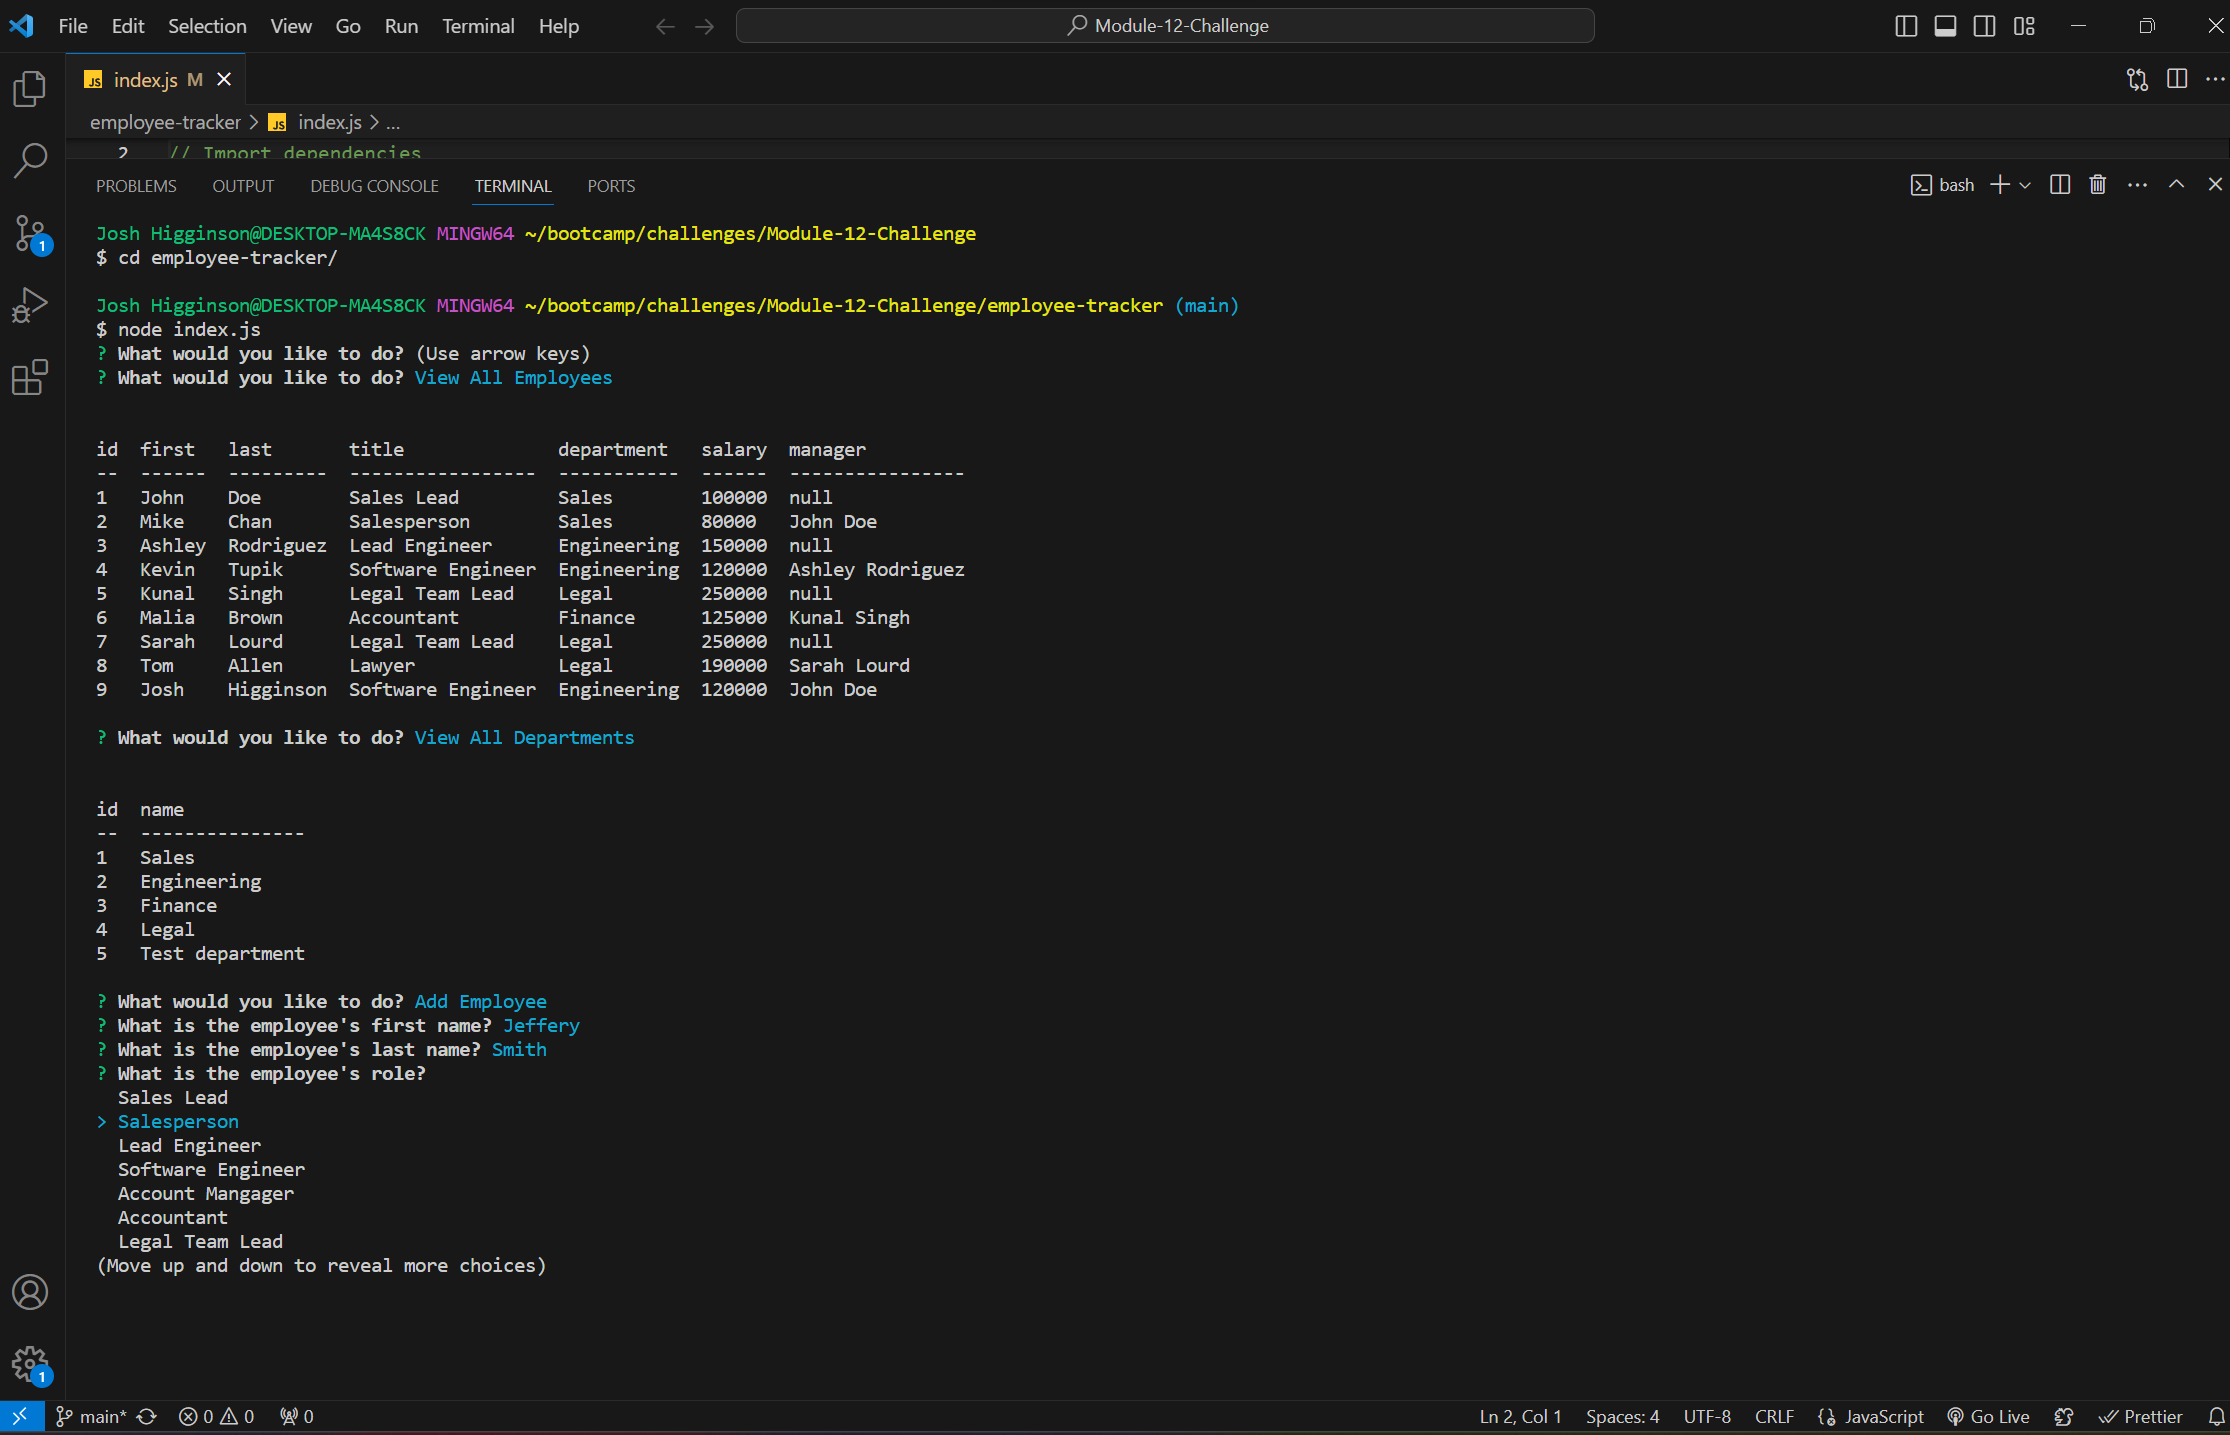 File Edit Selection View Go Run Terminal Help Module-12-Challenge
JS index.js M
employee-tracker > JS index.js > ...
2 // Import dependencies
PROBLEMS OUTPUT DEBUG CONSOLE TERMINAL PORTS bash
Josh Higginson@DESKTOP-MA4S8CK MINGW64 ~/bootcamp/challenges/Module-12-Challenge
$ cd employee-tracker/
Josh Higginson@DESKTOP-MA4S8CK MINGW64 ~/bootcamp/challenges/Module-12-Challenge/employee-tracker (main)
$ node index.js
? What would you like to do? (Use arrow keys)
? What would you like to do? View All Employees
id  first   last       title              department   salary  manager
--  ------  ---------  -----------------  -----------  ------  ----------------
1   John    Doe        Sales Lead         Sales        100000  null
2   Mike    Chan       Salesperson        Sales        80000   John Doe
3   Ashley  Rodriguez  Lead Engineer      Engineering  150000  null
4   Kevin   Tupik      Software Engineer  Engineering  120000  Ashley Rodriguez
5   Kunal   Singh      Legal Team Lead    Legal        250000  null
6   Malia   Brown      Accountant         Finance      125000  Kunal Singh
7   Sarah   Lourd      Legal Team Lead    Legal        250000  null
8   Tom     Allen      Lawyer             Legal        190000  Sarah Lourd
9   Josh    Higginson  Software Engineer  Engineering  120000  John Doe
? What would you like to do? View All Departments
id  name
--  ---------------
1   Sales
2   Engineering
3   Finance
4   Legal
5   Test department
? What would you like to do? Add Employee
? What is the employee's first name? Jeffery
? What is the employee's last name? Smith
? What is the employee's role?
Sales Lead
> Salesperson
Lead Engineer
Software Engineer
Account Mangager
Accountant
Legal Team Lead
(Move up and down to reveal more choices)
1
1
main* 0 0 0 Ln 2, Col 1 Spaces: 4 UTF-8 CRLF JavaScript Go Live Prettier